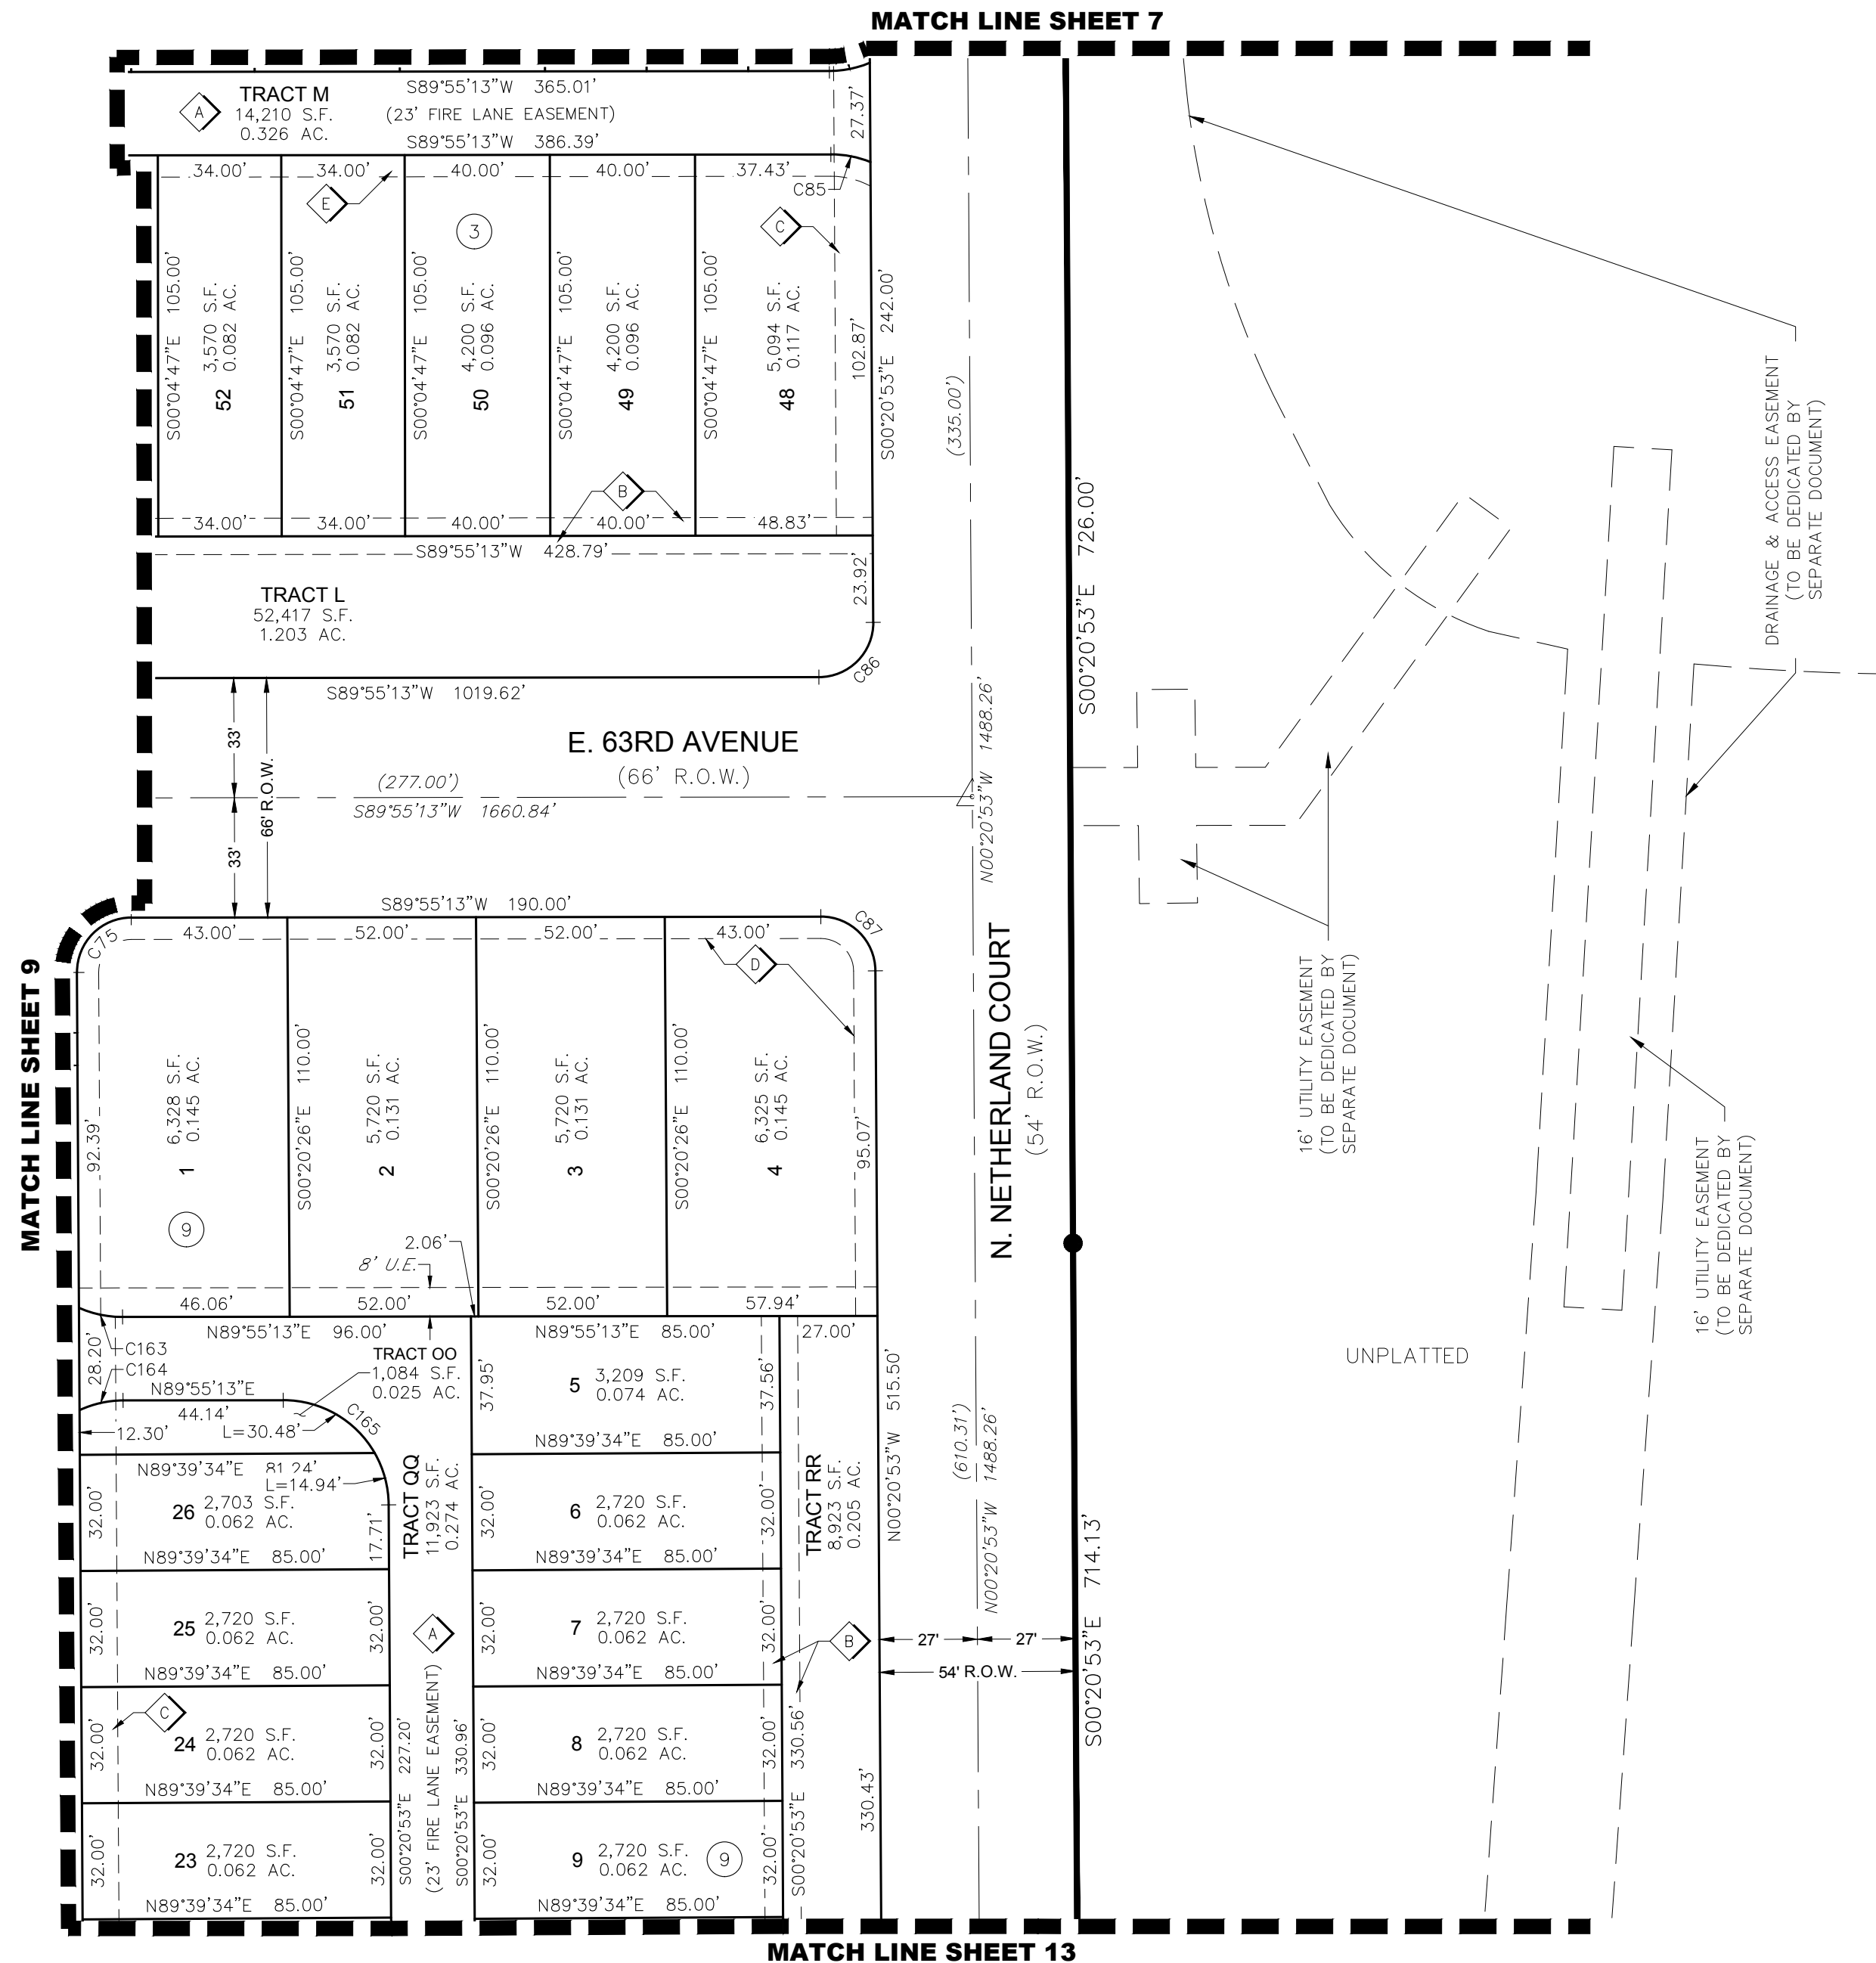 MATCH LINE SHEET 7
S89°55'13"W 365.01'
TRACT M
14,210 S.F.
0.326 AC.
A
(23' FIRE LANE EASEMENT)
S89°55'13"W 386.39'
27.37'
34.00'
34.00'
40.00'
40.00'
37.43'
C85
E
3
C
S00°04'47"E 105.00'
52
3,570 S.F.
0.082 AC.
S00°04'47"E 105.00'
51
3,570 S.F.
0.082 AC.
S00°04'47"E 105.00'
50
4,200 S.F.
0.096 AC.
S00°04'47"E 105.00'
49
4,200 S.F.
0.096 AC.
S00°04'47"E 105.00'
48
5,094 S.F.
0.117 AC.
102.87'
S00°20'53"E 242.00'
(335.00')
B
34.00'
34.00'
40.00'
40.00'
48.83'
S89°55'13"W 428.79'
23.92'
TRACT L
52,417 S.F.
1.203 AC.
C86
S89°55'13"W 1019.62'
S00°20'53"E 726.00'
DRAINAGE & ACCESS EASEMENT
(TO BE DEDICATED BY
SEPARATE DOCUMENT)
33'
66' R.O.W.
33'
E. 63RD AVENUE
(66' R.O.W.)
(277.00')
S89°55'13"W 1660.84'
N00°20'53"W 1488.26'
S89°55'13"W 190.00'
C75
43.00'
52.00'
52.00'
43.00'
C87
D
N. NETHERLAND COURT
(54' R.O.W.)
16' UTILITY EASEMENT
(TO BE DEDICATED BY
SEPARATE DOCUMENT)
16' UTILITY EASEMENT
(TO BE DEDICATED BY
SEPARATE DOCUMENT)
MATCH LINE SHEET 9
92.39'
1
6,328 S.F.
0.145 AC.
9
S00°20'26"E 110.00'
2
5,720 S.F.
0.131 AC.
S00°20'26"E 110.00'
3
5,720 S.F.
0.131 AC.
S00°20'26"E 110.00'
4
6,325 S.F.
0.145 AC.
95.07'
2.06'
8' U.E.
46.06'
52.00'
52.00'
57.94'
N89°55'13"E 96.00'
N89°55'13"E 85.00'
27.00'
UNPLATTED
28.20'
C163
C164
TRACT OO
1,084 S.F.
0.025 AC.
N89°55'13"E
44.14'
C165
12.30'
L=30.48'
37.95'
5
3,209 S.F.
0.074 AC.
37.56'
N89°39'34"E 85.00'
N00°20'53"W 515.50'
(610.31')
N00°20'53"W 1488.26'
N89°39'34"E 81.24'
L=14.94'
32.00'
26
2,703 S.F.
0.062 AC.
17.71'
N89°39'34"E 85.00'
TRACT QQ
11,923 S.F.
0.274 AC.
32.00'
6
2,720 S.F.
0.062 AC.
32.00'
N89°39'34"E 85.00'
TRACT RR
8,923 S.F.
0.205 AC.
32.00'
25
2,720 S.F.
0.062 AC.
32.00'
N89°39'34"E 85.00'
A
32.00'
7
2,720 S.F.
0.062 AC.
32.00'
N89°39'34"E 85.00'
B
27'
27'
54' R.O.W.
S00°20'53"E 714.13'
C
32.00'
24
2,720 S.F.
0.062 AC.
32.00'
N89°39'34"E 85.00'
S00°20'53"E 227.20'
(23' FIRE LANE EASEMENT)
S00°20'53"E 330.96'
32.00'
8
2,720 S.F.
0.062 AC.
32.00'
N89°39'34"E 85.00'
S00°20'53"E 330.56'
330.43'
32.00'
23
2,720 S.F.
0.062 AC.
32.00'
N89°39'34"E 85.00'
32.00'
9
2,720 S.F.
0.062 AC.
9
32.00'
N89°39'34"E 85.00'
MATCH LINE SHEET 13